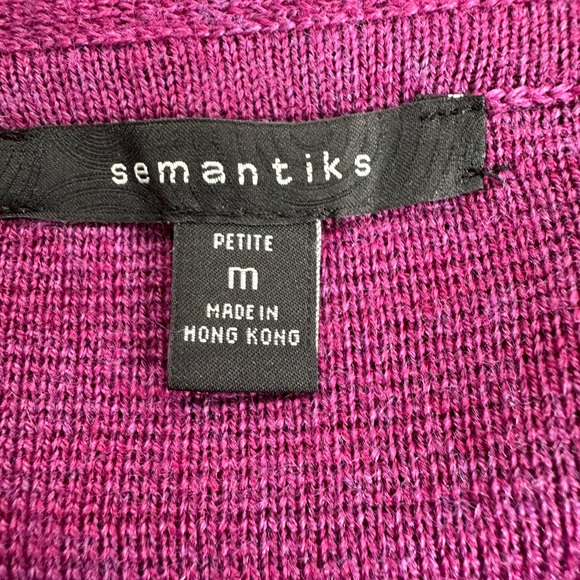 semantiks
PETITE
m
MADE IN
HONG KONG